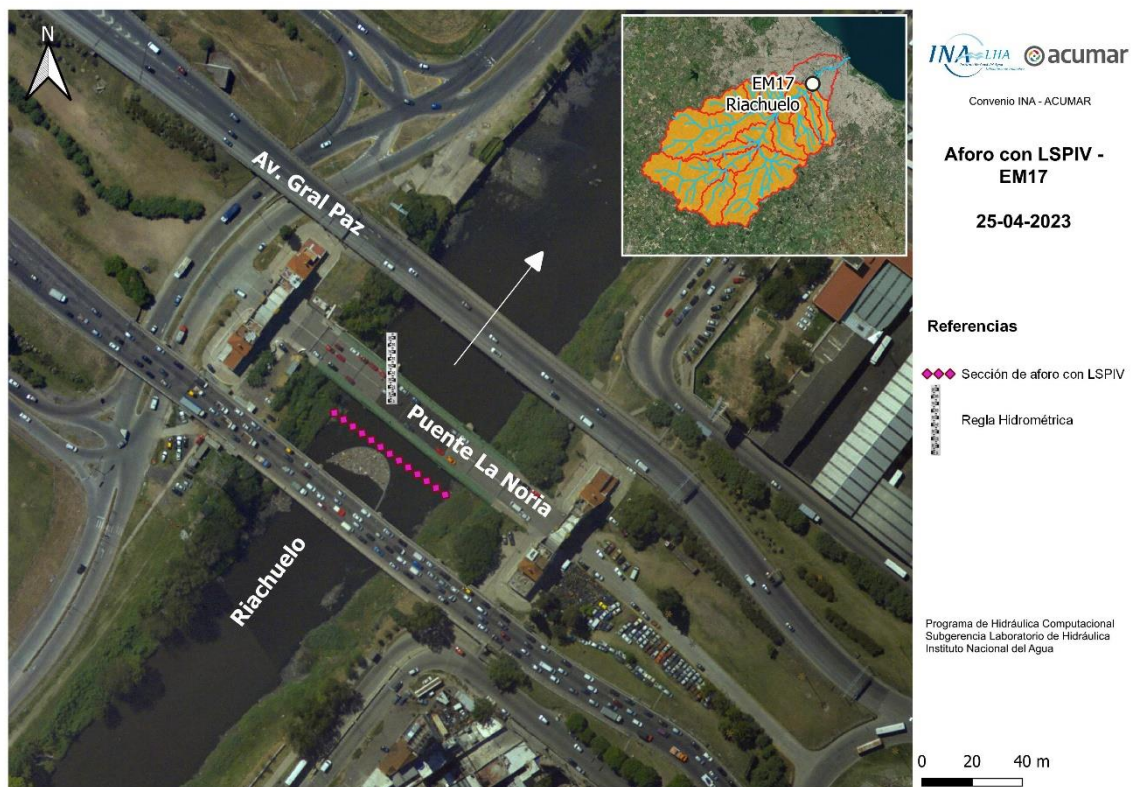 N
Av. Gral Paz
Puente La Noria
Riachuelo
EM17
Riachuelo
INA LHA
acumar
Convenio INA - ACUMAR
Aforo con LSPIV -
EM17
25-04-2023
Referencias
Sección de aforo con LSPIV
Regla Hidrométrica
Programa de Hidráulica Computacional
Subgerencia Laboratorio de Hidráulica
Instituto Nacional del Agua
0 20 40 m